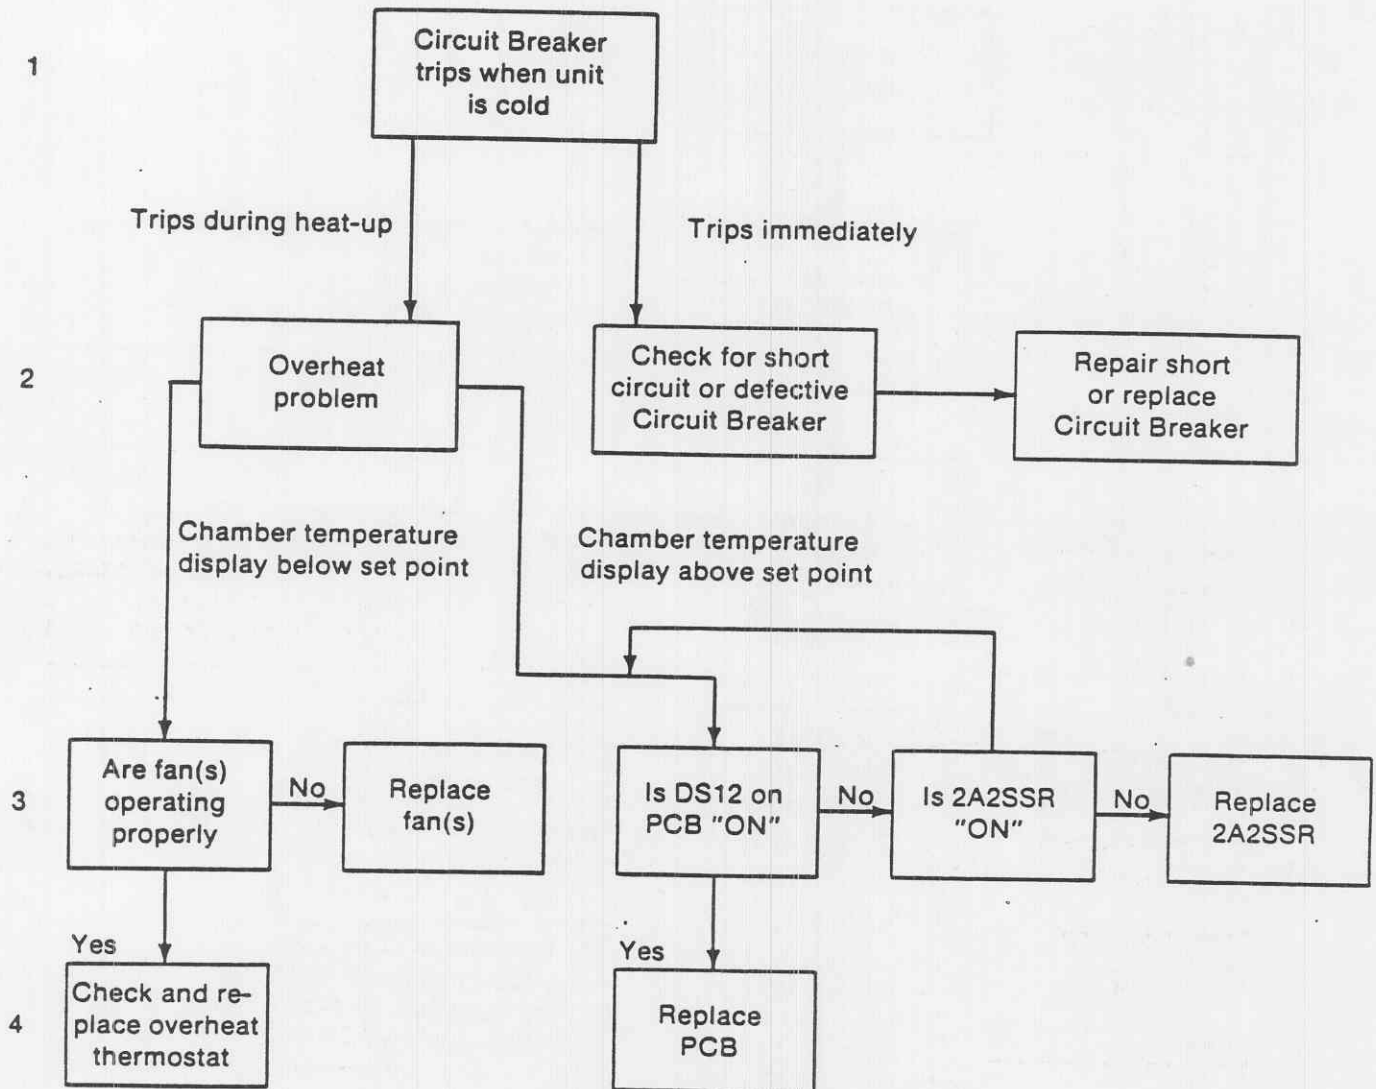 1
Circuit Breaker
trips when unit
is cold
Trips during heat-up
Trips immediately
2
Overheat
problem
Check for short
circuit or defective
Circuit Breaker
Repair short
or replace
Circuit Breaker
Chamber temperature
display below set point
Chamber temperature
display above set point
3
Are fan(s)
operating
properly
No
Replace
fan(s)
Is DS12 on
PCB "ON"
No
Is 2A2SSR
"ON"
No
Replace
2A2SSR
Yes
Yes
4
Check and re-
place overheat
thermostat
Replace
PCB